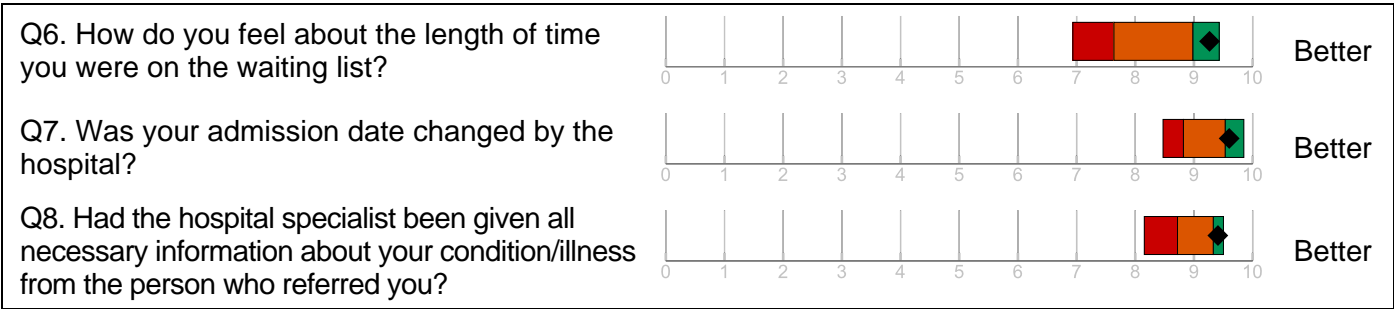 Q6. How do you feel about the length of time
you were on the waiting list?
0 1 2 3 4 5 6 7 8 9 10
Better
Q7. Was your admission date changed by the
hospital?
0 1 2 3 4 5 6 7 8 9 10
Better
Q8. Had the hospital specialist been given all
necessary information about your condition/illness
from the person who referred you?
0 1 2 3 4 5 6 7 8 9 10
Better